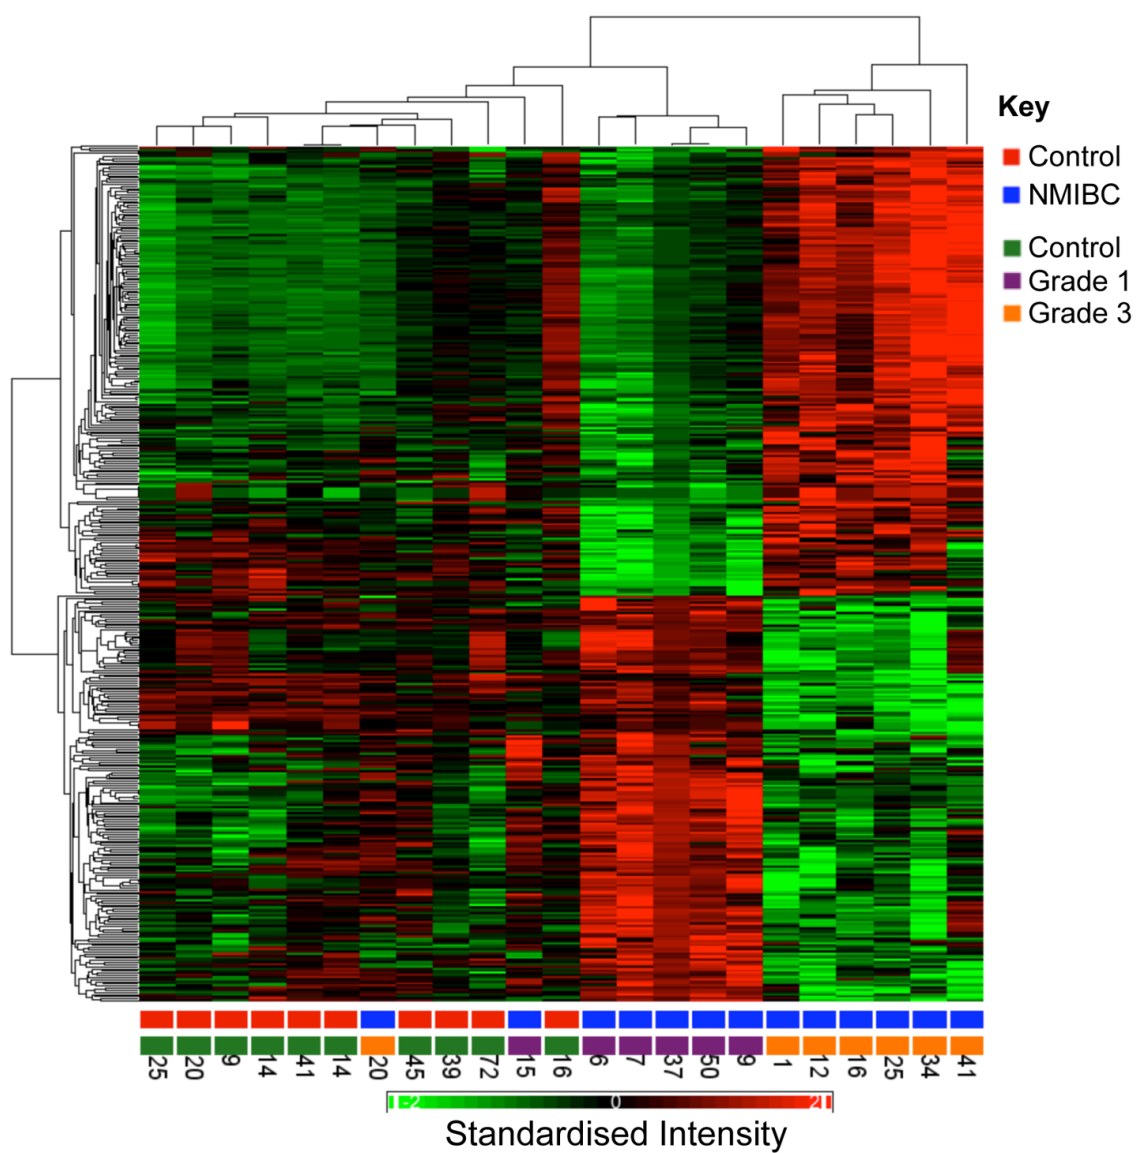 Key
Control
NMIBC
Control
Grade 1
Grade 3
25 20 9 14 41 14 20 45 39 72 15 16 6 7 37 50 9 1 12 16 25 34 41
-2 0 2
Standardised Intensity